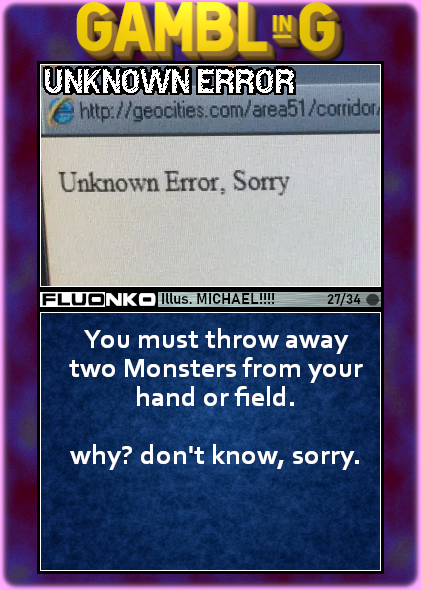 GAMBLinG
UNKNOWN ERROR
http://geocities.com/area51/corridor/
Unknown Error, Sorry
FLUONKO Illus. MICHAEL!!!! 27/34
You must throw away
two Monsters from your
hand or field.
why? don't know, sorry.